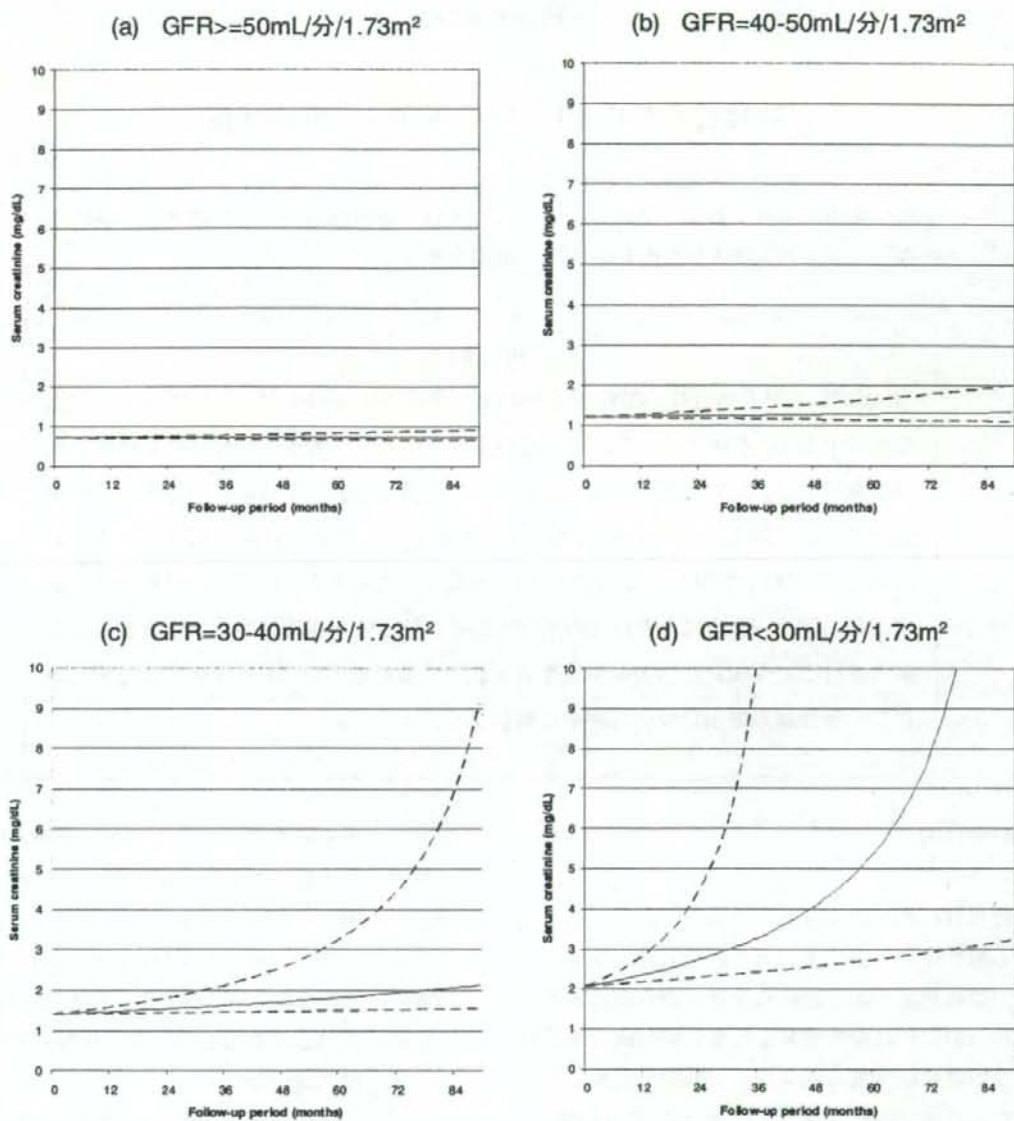 (a) GFR>=50mL/分/1.73m²
10
9
8
7
6
5
4
3
2
1
0
Serum creatinine (mg/dL)
0 12 24 36 48 60 72 84
Follow-up period (months)
(b) GFR=40-50mL/分/1.73m²
10
9
8
7
6
5
4
3
2
1
0
Serum creatinine (mg/dL)
0 12 24 36 48 60 72 84
Follow-up period (months)
(c) GFR=30-40mL/分/1.73m²
10
9
8
7
6
5
4
3
2
1
0
Serum creatinine (mg/dL)
0 12 24 36 48 60 72 84
Follow-up period (months)
(d) GFR<30mL/分/1.73m²
10
9
8
7
6
5
4
3
2
1
0
Serum creatinine (mg/dL)
0 12 24 36 48 60 72 84
Follow-up period (months)